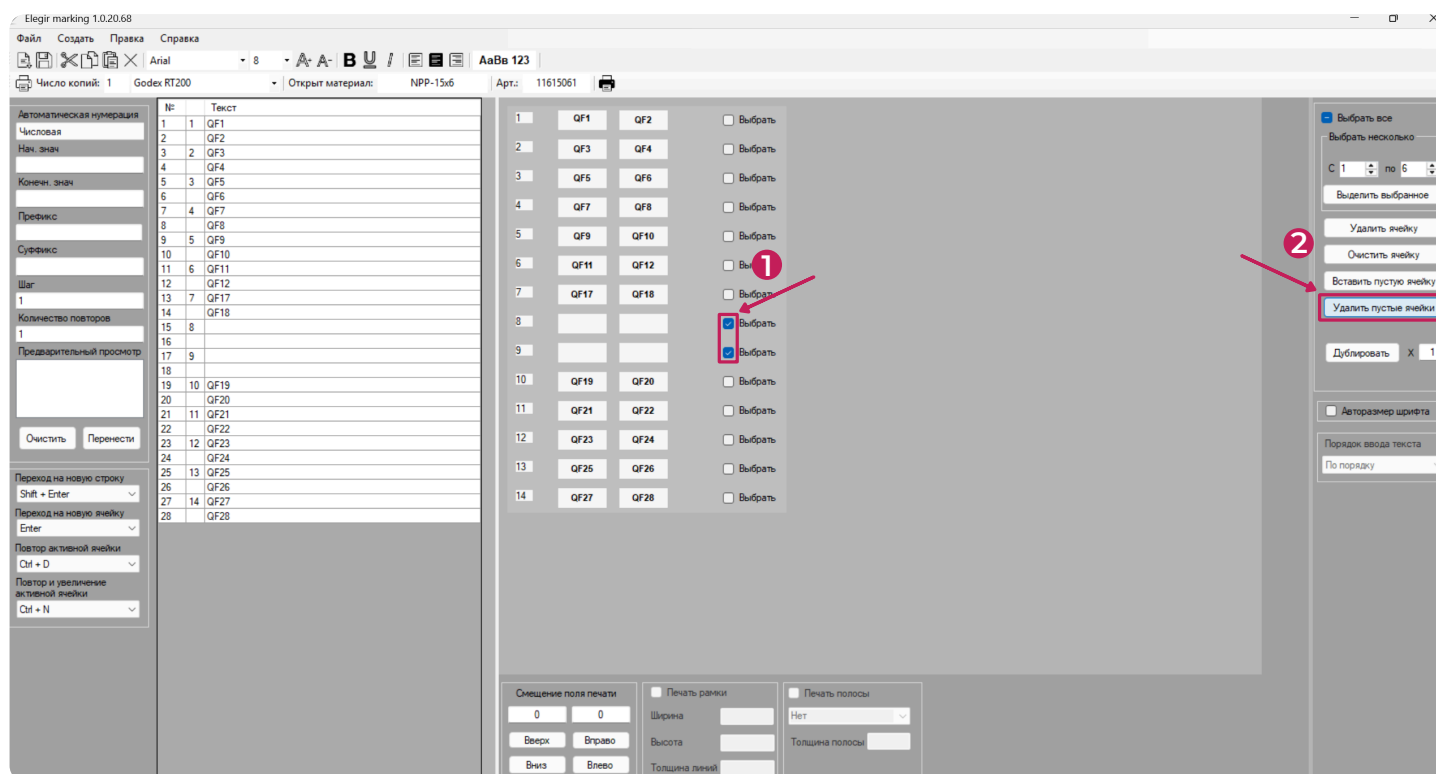 Elegir marking 1.0.20.68
Файл Создать Правка Справка
Arial 8 A+ A- B U I АаВв 123
Число копий: 1 Godex RT200 Открыт материал: NPP-15x6 Арт.: 11615061
Автоматическая нумерация
Числовая
Нач. знач
Конечн. знач
Префикс
Суффикс
Шаг
1
Количество повторов
1
Предварительный просмотр
Очистить Перенести
Переход на новую строку
Shift + Enter
Переход на новую ячейку
Enter
Повтор активной ячейки
Ctrl + D
Повтор и увеличение
активной ячейки
Ctrl + N
№ Текст
1 1 QF1
2 QF2
3 2 QF3
4 QF4
5 3 QF5
6 QF6
7 4 QF7
8 QF8
9 5 QF9
10 QF10
11 6 QF11
12 QF12
13 7 QF17
14 QF18
15 8
16
17 9
18
19 10 QF19
20 QF20
21 11 QF21
22 QF22
23 12 QF23
24 QF24
25 13 QF25
26 QF26
27 14 QF27
28 QF28
1 QF1 QF2 Выбрать
2 QF3 QF4 Выбрать
3 QF5 QF6 Выбрать
4 QF7 QF8 Выбрать
5 QF9 QF10 Выбрать
6 QF11 QF12
1
7 QF17 QF18 Выбрать
8 Выбрать
9 Выбрать
10 QF19 QF20 Выбрать
11 QF21 QF22 Выбрать
12 QF23 QF24 Выбрать
13 QF25 QF26 Выбрать
14 QF27 QF28 Выбрать
Смещение поля печати
0 0
Вверх Вправо
Вниз Влево
Печать рамки
Ширина
Высота
Толщина линий
Печать полосы
Нет
Толщина полосы
Выбрать все
Выбрать несколько
С 1 по 6
Выделить выбранное
Удалить ячейку
2
Очистить ячейку
Вставить пустую ячейку
Удалить пустые ячейки
Дублировать X 1
Авторазмер шрифта
Порядок ввода текста
По порядку